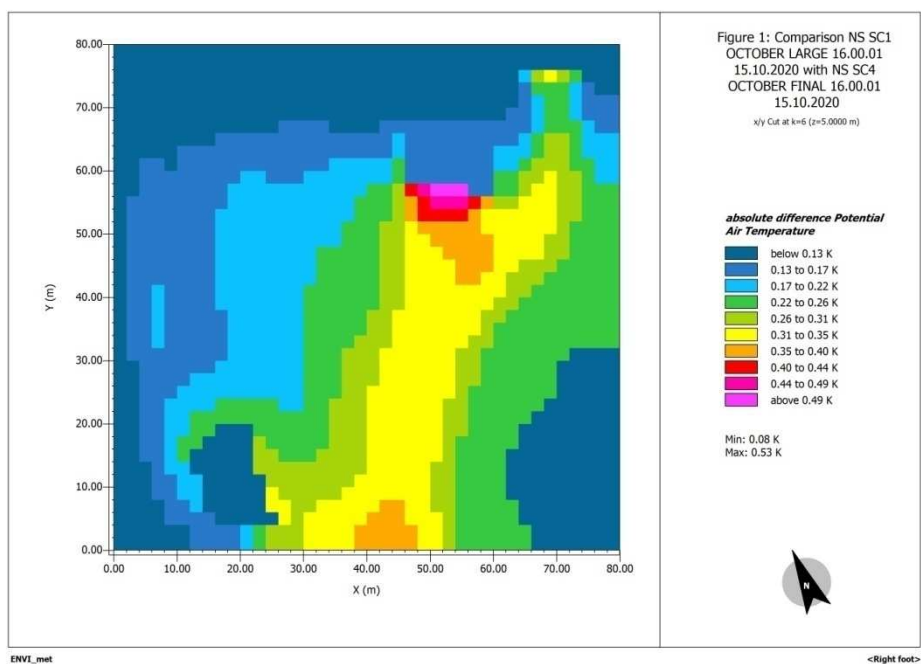 Figure 1: Comparison NS SC1
OCTOBER LARGE 16.00.01
15.10.2020 with NS SC4
OCTOBER FINAL 16.00.01
15.10.2020
x/y Cut at k=6 (z=5.0000 m)
80.00
70.00
60.00
50.00
40.00
30.00
20.00
10.00
0.00
Y (m)
0.00 10.00 20.00 30.00 40.00 50.00 60.00 70.00 80.00
X (m)
absolute difference Potential
Air Temperature
below 0.13 K
0.13 to 0.17 K
0.17 to 0.22 K
0.22 to 0.26 K
0.26 to 0.31 K
0.31 to 0.35 K
0.35 to 0.40 K
0.40 to 0.44 K
0.44 to 0.49 K
above 0.49 K
Min: 0.08 K
Max: 0.53 K
N
ENVI_met
<Right foot>